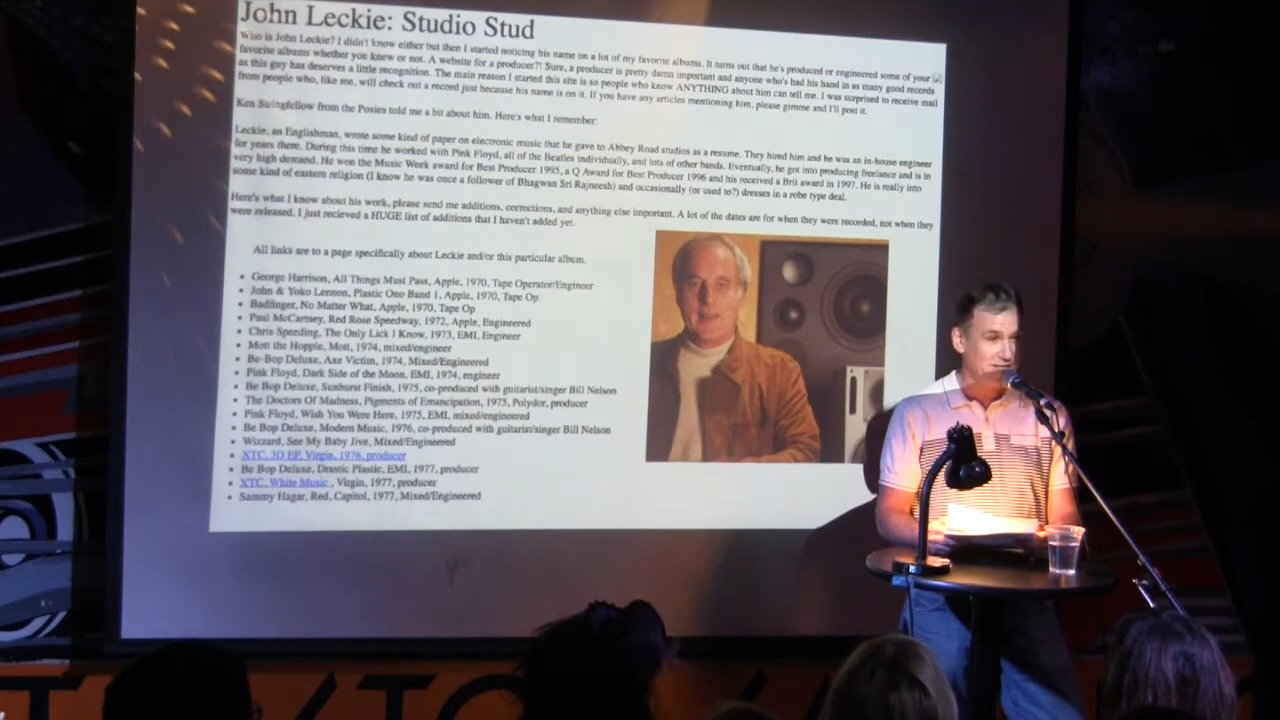 John Leckie: Studio Stud
Who is John Leckie? I didn't know either but then I started noticing his name on a lot of my favorite albums. It turns out that he's produced or engineered some of your
favorite albums whether you knew or not. A website for a producer?! Sure, a producer is pretty damn important and anyone who's had his hand in as many good records
as this guy has deserves a little recognition. The main reason I started this site is so people who know ANYTHING about him can tell me. I was surprised to receive mail
from people who, like me, will check out a record just because his name is on it. If you have any articles mentioning him, please gimme and I'll post it.
Ken Stringfellow from the Posies told me a bit about him. Here's what I remember:
Leckie, an Englishman, wrote some kind of paper on electronic music that he gave to Abbey Road studios as a resume. They hired him and he was an in-house engineer
for years there. During this time he worked with Pink Floyd, all of the Beatles individually, and lots of other bands. Eventually, he got into producing freelance and is in
very high demand. He won the Music Week award for Best Producer 1995, a Q Award for Best Producer 1996 and his received a Brit award in 1997. He is really into
some kind of eastern religion (I know he was once a follower of Bhagwan Sri Rajneesh) and occasionally (or used to?) dresses in a robe type deal.
Here's what I know about his work, please send me additions, corrections, and anything else important. A lot of the dates are for when they were recorded, not when they
were released. I just recieved a HUGE list of additions that I haven't added yet.
All links are to a page specifically about Leckie and/or this particular album.
• George Harrison, All Things Must Pass, Apple, 1970, Tape Operator/Engineer
• John & Yoko Lennon, Plastic Ono Band 1, Apple, 1970, Tape Op
• Badfinger, No Matter What, Apple, 1970, Tape Op
• Paul McCartney, Red Rose Speedway, 1972, Apple, Engineered
• Chris Speeding, The Only Lick I Know, 1973, EMI, Engineer
• Mott the Hopple, Mott, 1974, mixed/engineer
• Be-Bop Deluxe, Axe Victim, 1974, Mixed/Engineered
• Pink Floyd, Dark Side of the Moon, EMI, 1974, engineer
• Be Bop Deluxe, Sunburst Finish, 1975, co-produced with guitarist/singer Bill Nelson
• The Doctors Of Madness, Pigments of Emancipation, 1975, Polydor, producer
• Pink Floyd, Wish You Were Here, 1975, EMI, mixed/engineered
• Be Bop Deluxe, Modern Music, 1976, co-produced with guitarist/singer Bill Nelson
• Wizzard, See My Baby Jive, Mixed/Engineered
• XTC, 3D EP, Virgin, 1976, producer
• Be Bop Deluxe, Drastic Plastic, EMI, 1977, producer
• XTC, White Music , Virgin, 1977, producer
• Sammy Hagar, Red, Capitol, 1977, Mixed/Engineered